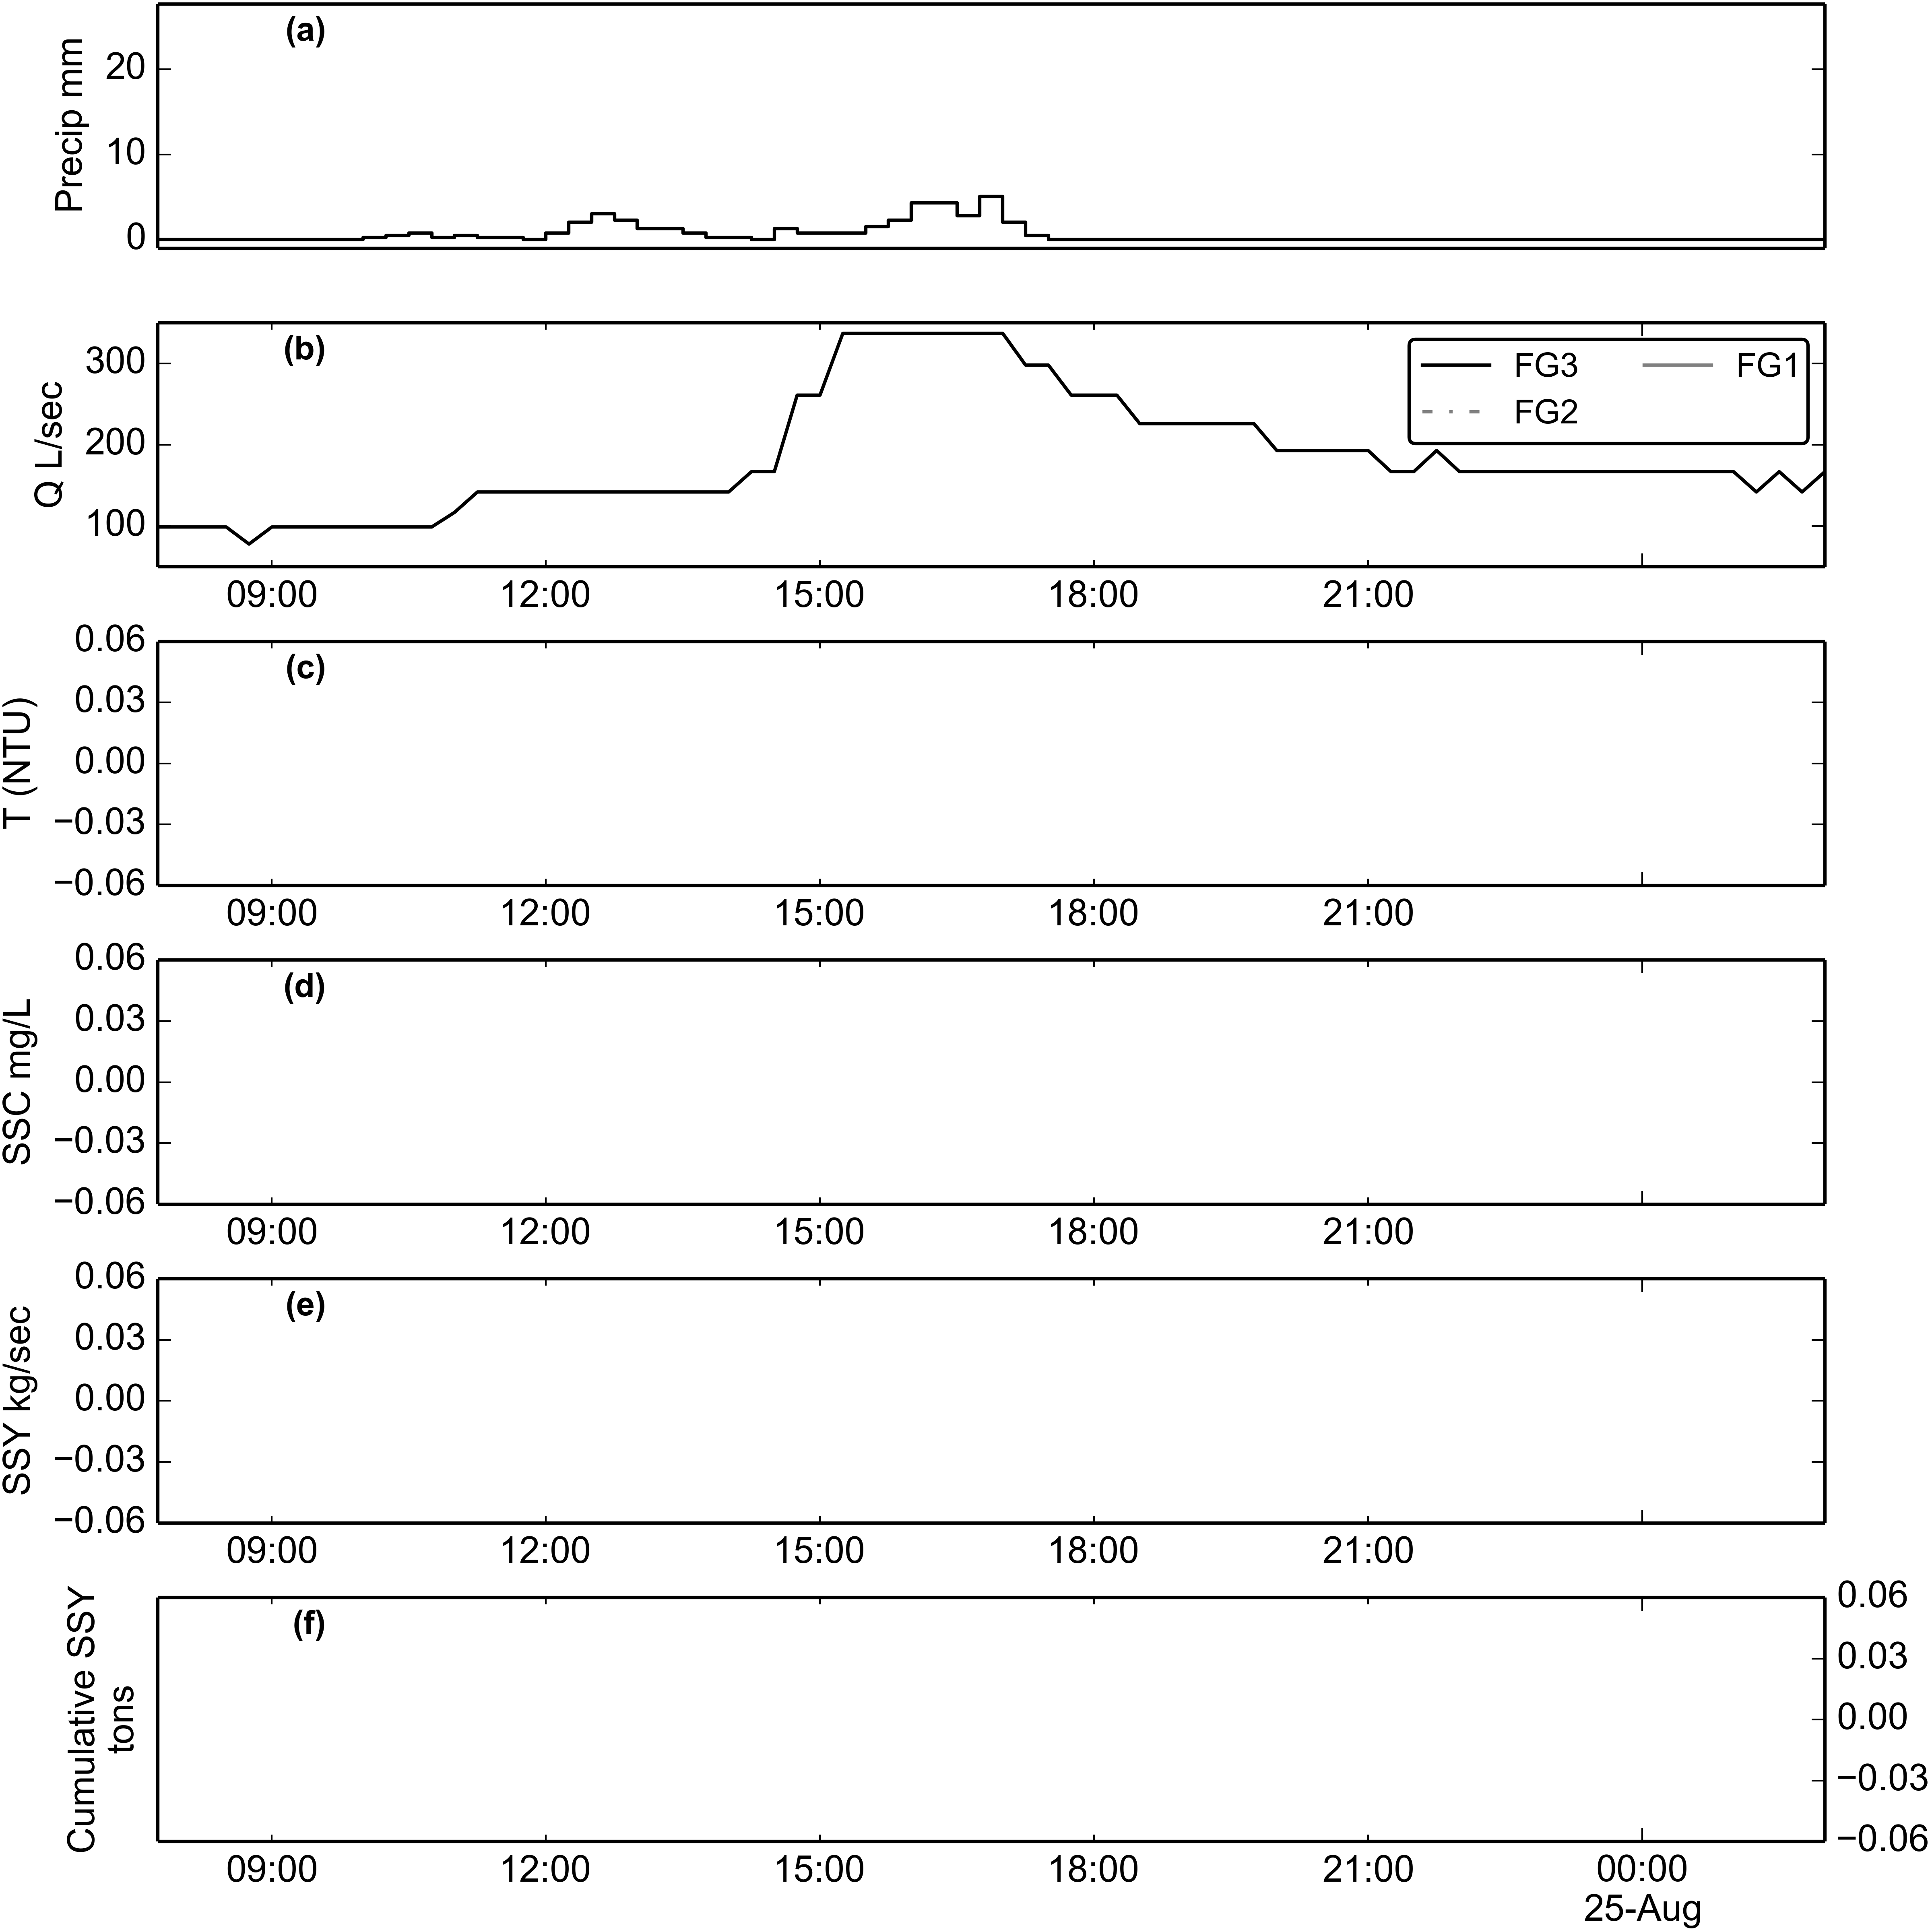 (a)
Precip mm
20
10
0
(b)
Q L/sec
300
200
100
FG3 FG1
FG2
09:00 12:00 15:00 18:00 21:00
(c)
T (NTU)
0.06
0.03
0.00
−0.03
−0.06
09:00 12:00 15:00 18:00 21:00
(d)
SSC mg/L
0.06
0.03
0.00
−0.03
−0.06
09:00 12:00 15:00 18:00 21:00
(e)
SSY kg/sec
0.06
0.03
0.00
−0.03
−0.06
09:00 12:00 15:00 18:00 21:00
(f)
Cumulative SSY
tons
0.06
0.03
0.00
−0.03
−0.06
09:00 12:00 15:00 18:00 21:00 00:00
25-Aug